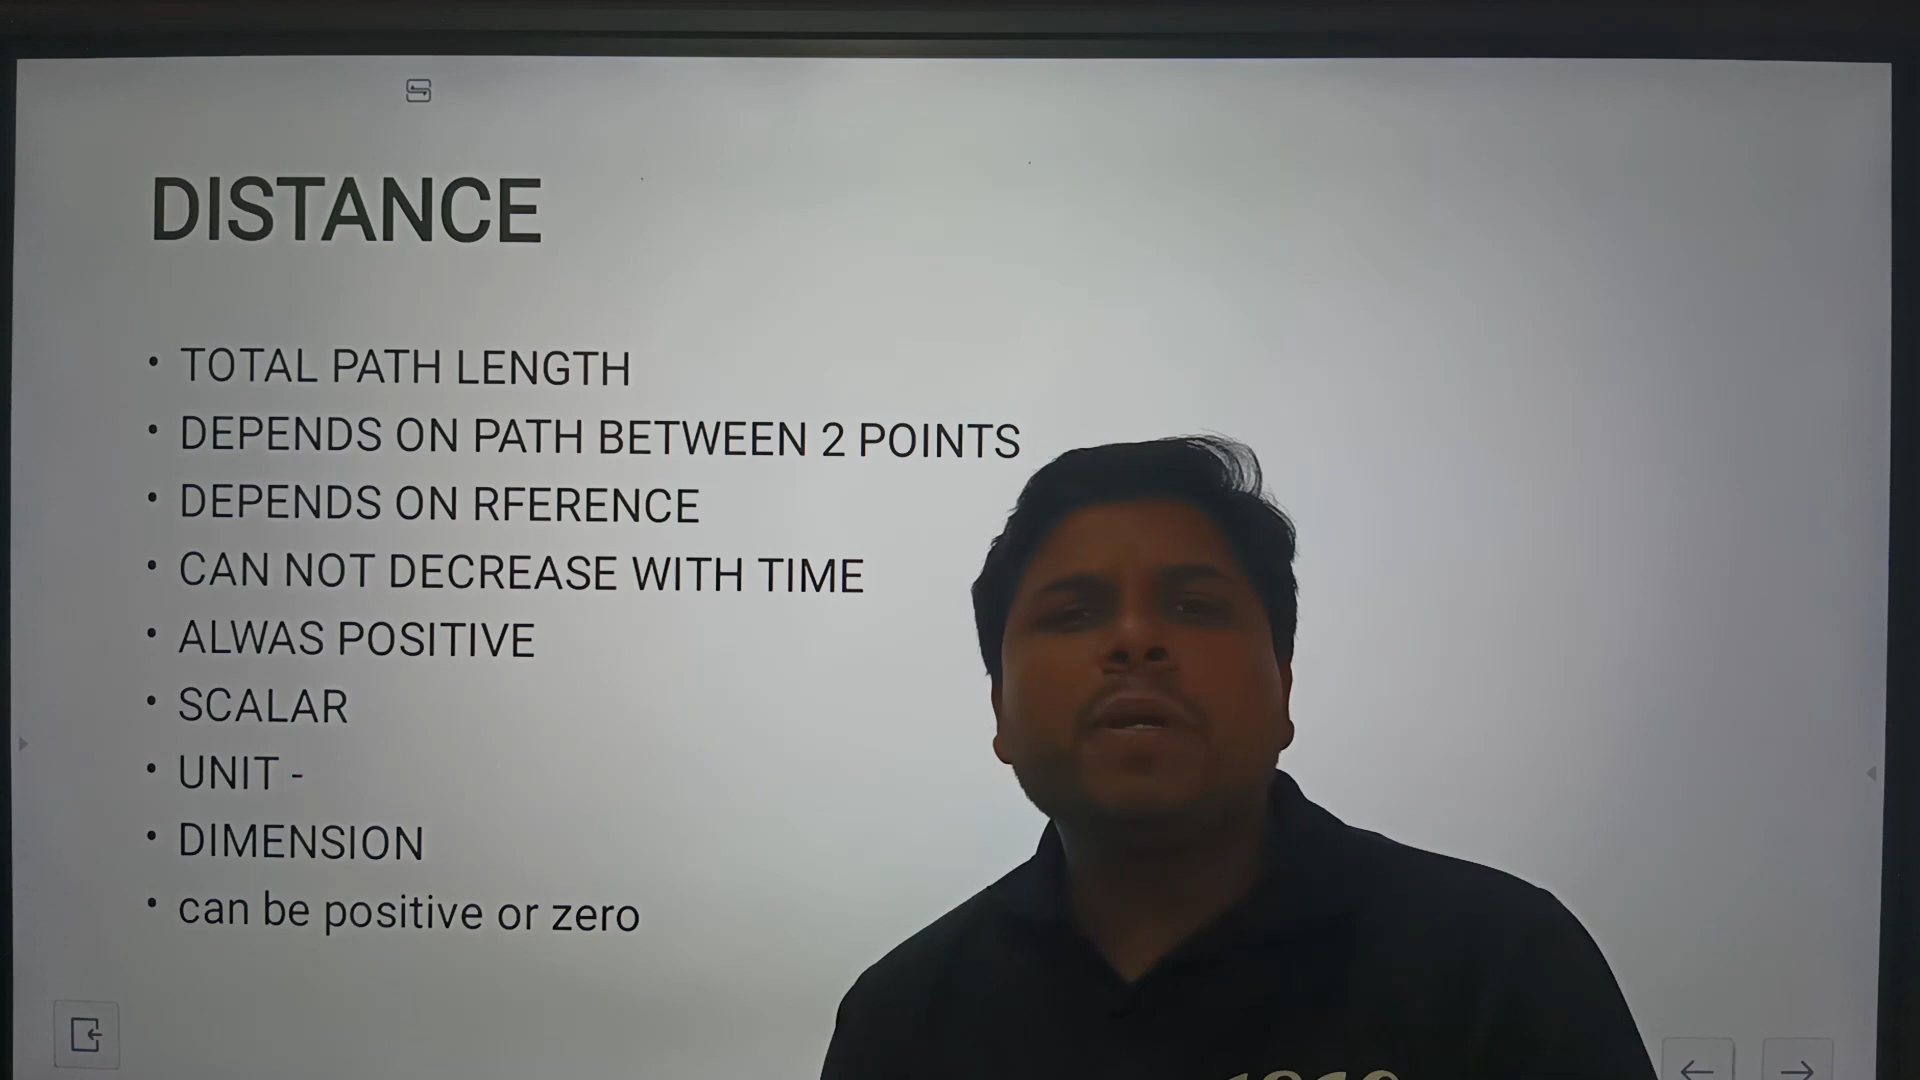 DISTANCE
• TOTAL PATH LENGTH
• DEPENDS ON PATH BETWEEN 2 POINTS
• DEPENDS ON RFERENCE
• CAN NOT DECREASE WITH TIME
• ALWAS POSITIVE
• SCALAR
• UNIT -
• DIMENSION
• can be positive or zero